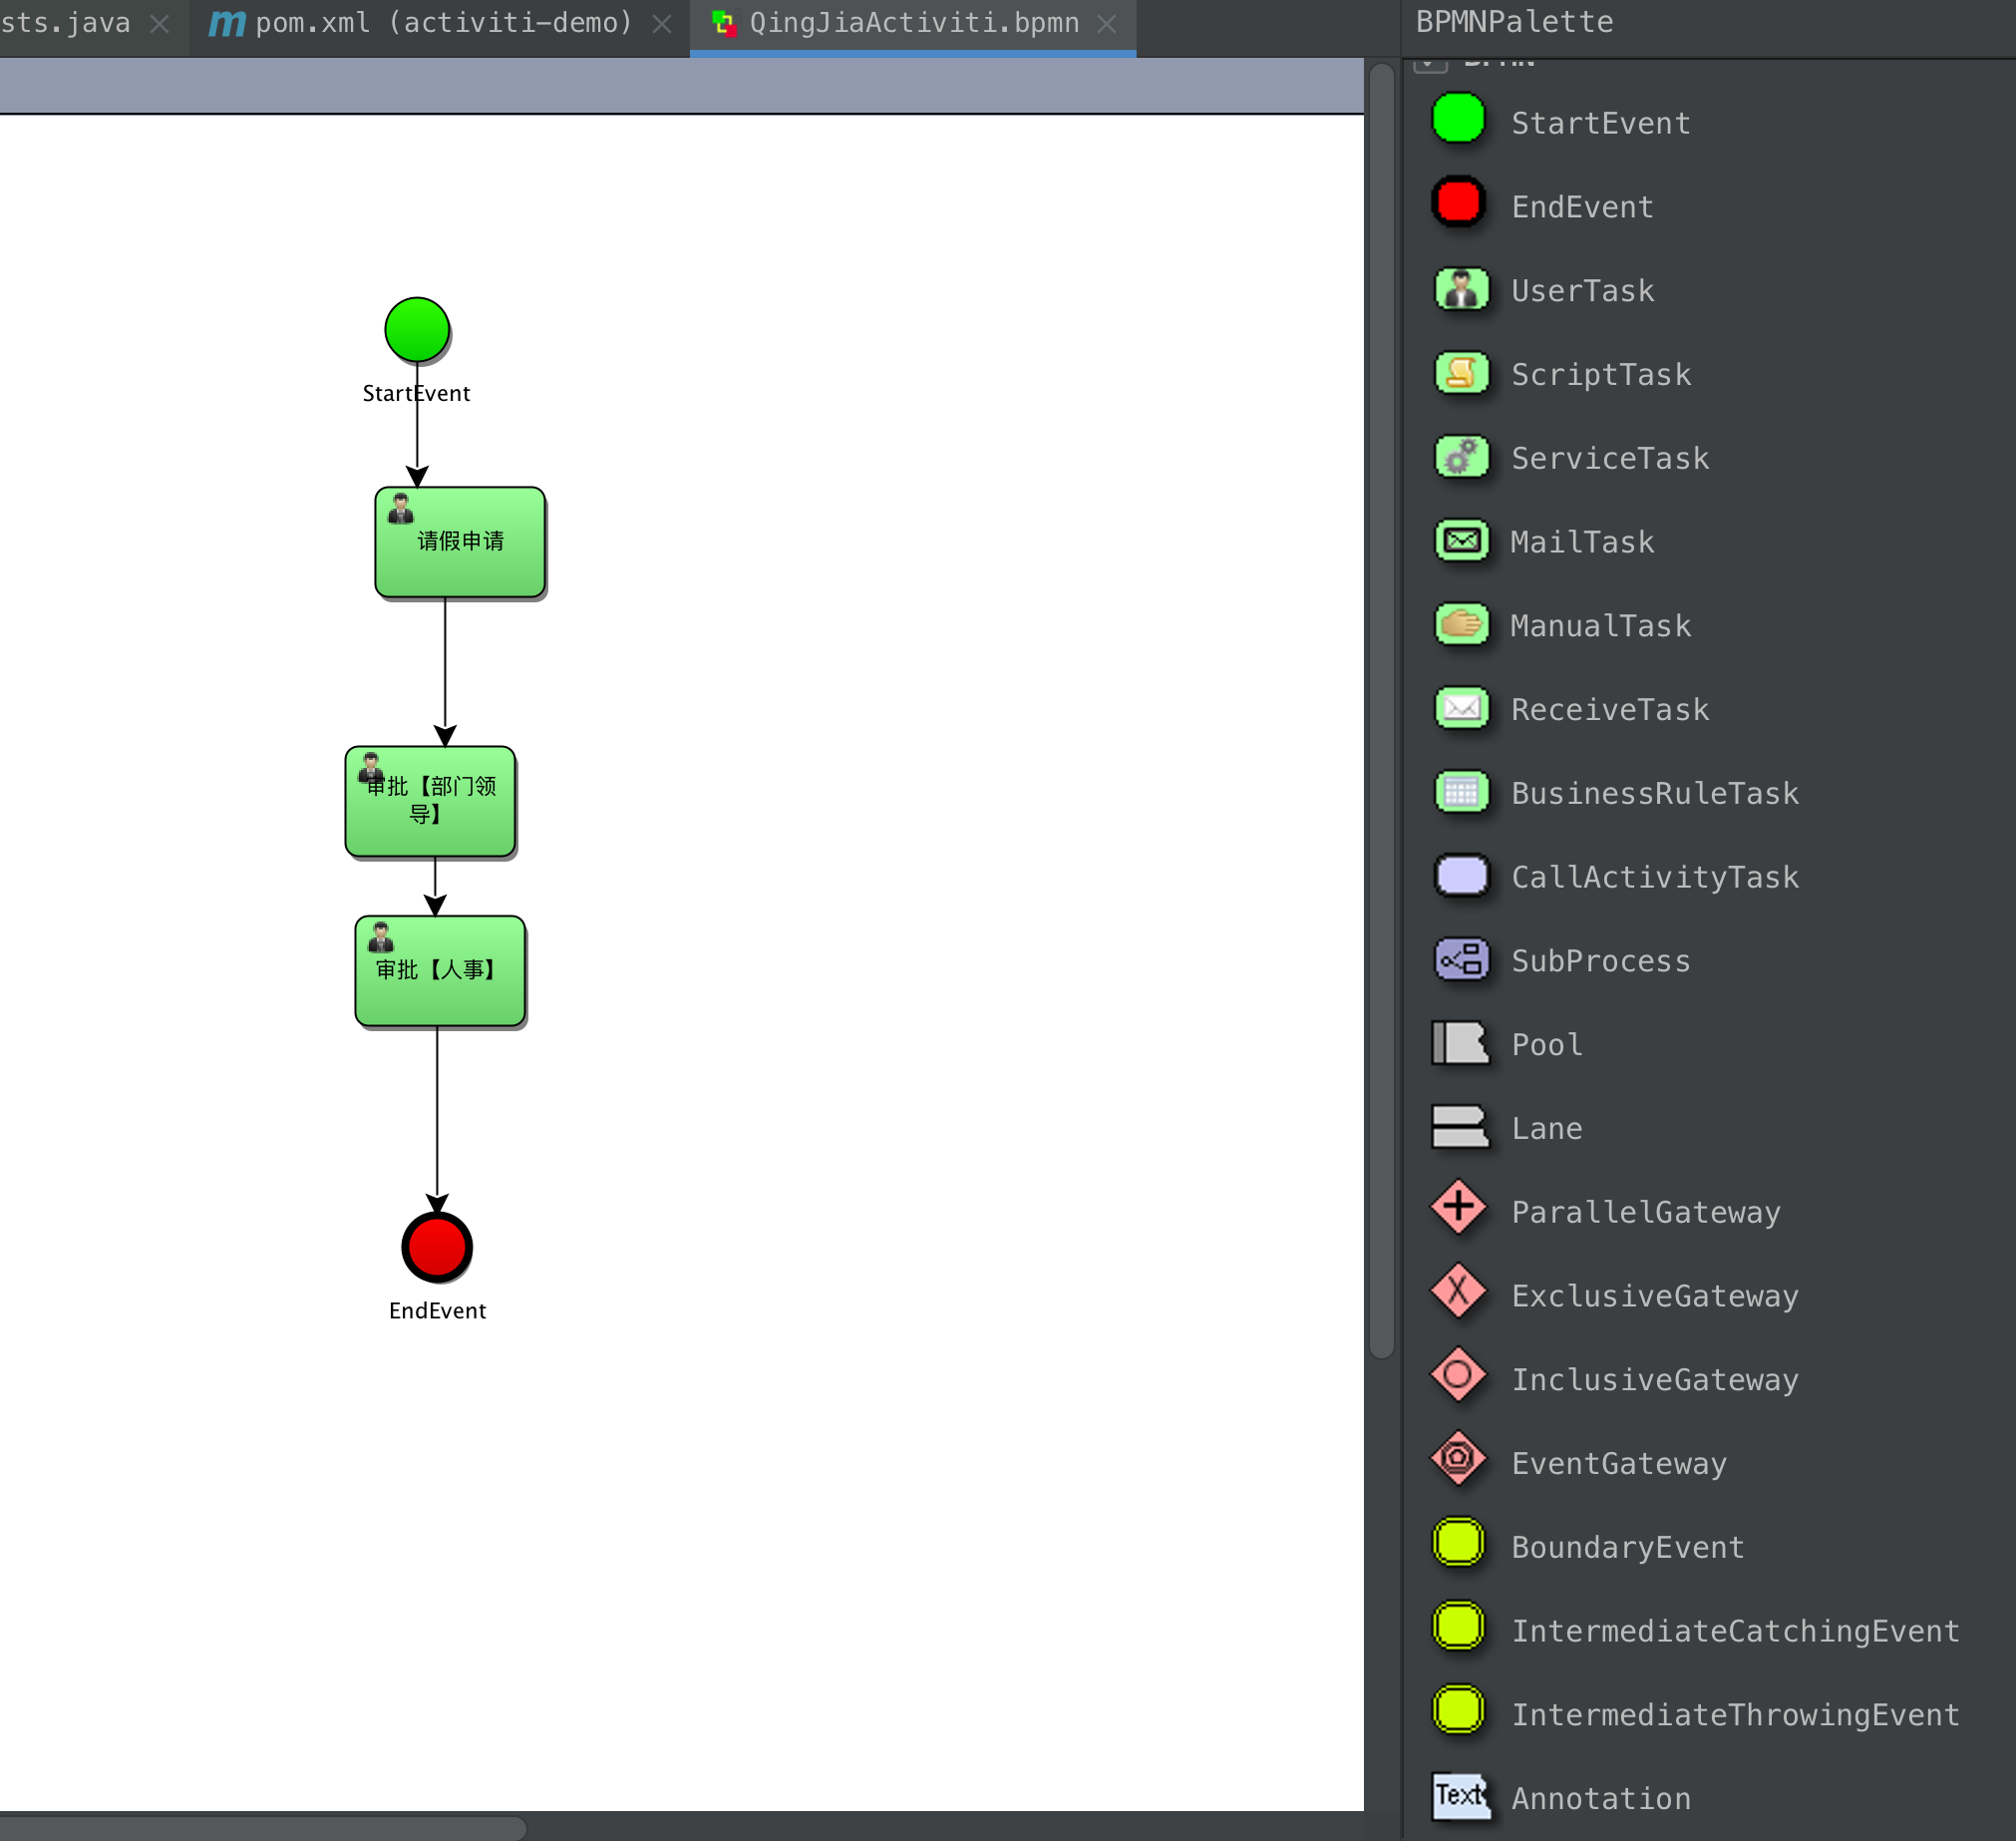 sts.java
pom.xml (activiti-demo)
QingJiaActiviti.bpmn
BPMNPalette
BPMN
StartEvent
请假申请
审批【部门领
导】
审批【人事】
EndEvent
StartEvent
EndEvent
UserTask
ScriptTask
ServiceTask
MailTask
ManualTask
ReceiveTask
BusinessRuleTask
CallActivityTask
SubProcess
Pool
Lane
ParallelGateway
ExclusiveGateway
InclusiveGateway
EventGateway
BoundaryEvent
IntermediateCatchingEvent
IntermediateThrowingEvent
Text
Annotation